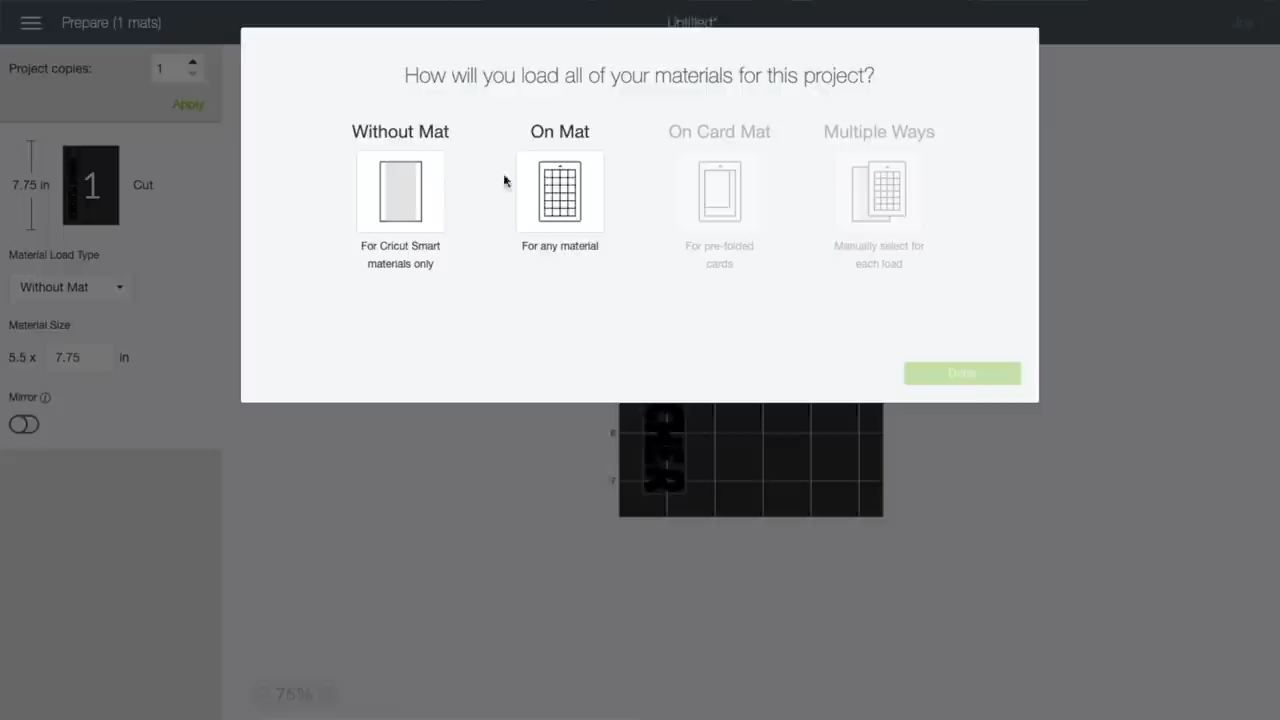 Prepare (1 mats)
Untitled*
Project copies:
1
Apply
7.75 in
1
Cut
Material Load Type
Without Mat
Material Size
5.5 x 7.75 in
Mirror
How will you load all of your materials for this project?
Without Mat
For Cricut Smart
materials only
On Mat
For any material
On Card Mat
For pre-folded
cards
Multiple Ways
Manually select for
each load
Done
6
7
75%